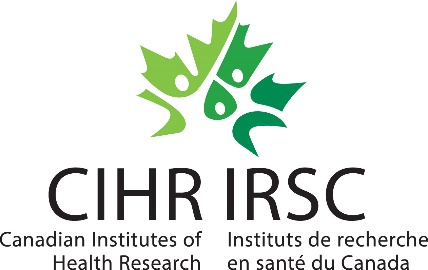 CIHR IRSC
Canadian Institutes of Health Research
Instituts de recherche en santé du Canada